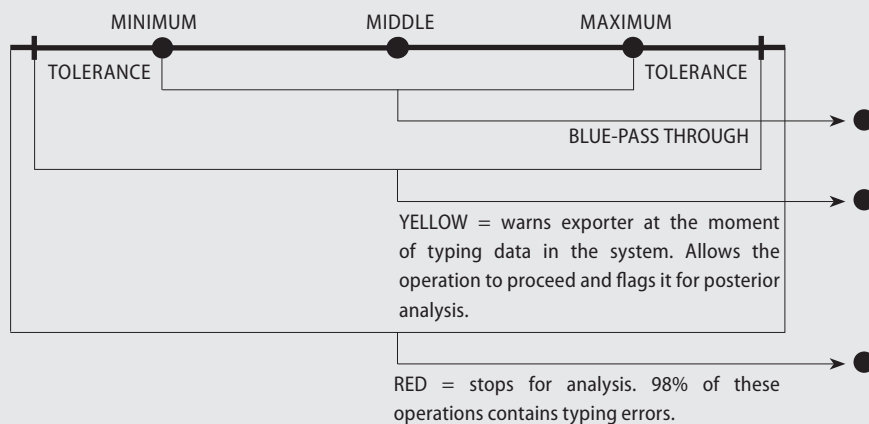 MINIMUM MIDDLE MAXIMUM
TOLERANCE TOLERANCE
BLUE-PASS THROUGH
YELLOW = warns exporter at the moment
of typing data in the system. Allows the
operation to proceed and flags it for posterior
analysis.
RED = stops for analysis. 98% of these
operations contains typing errors.